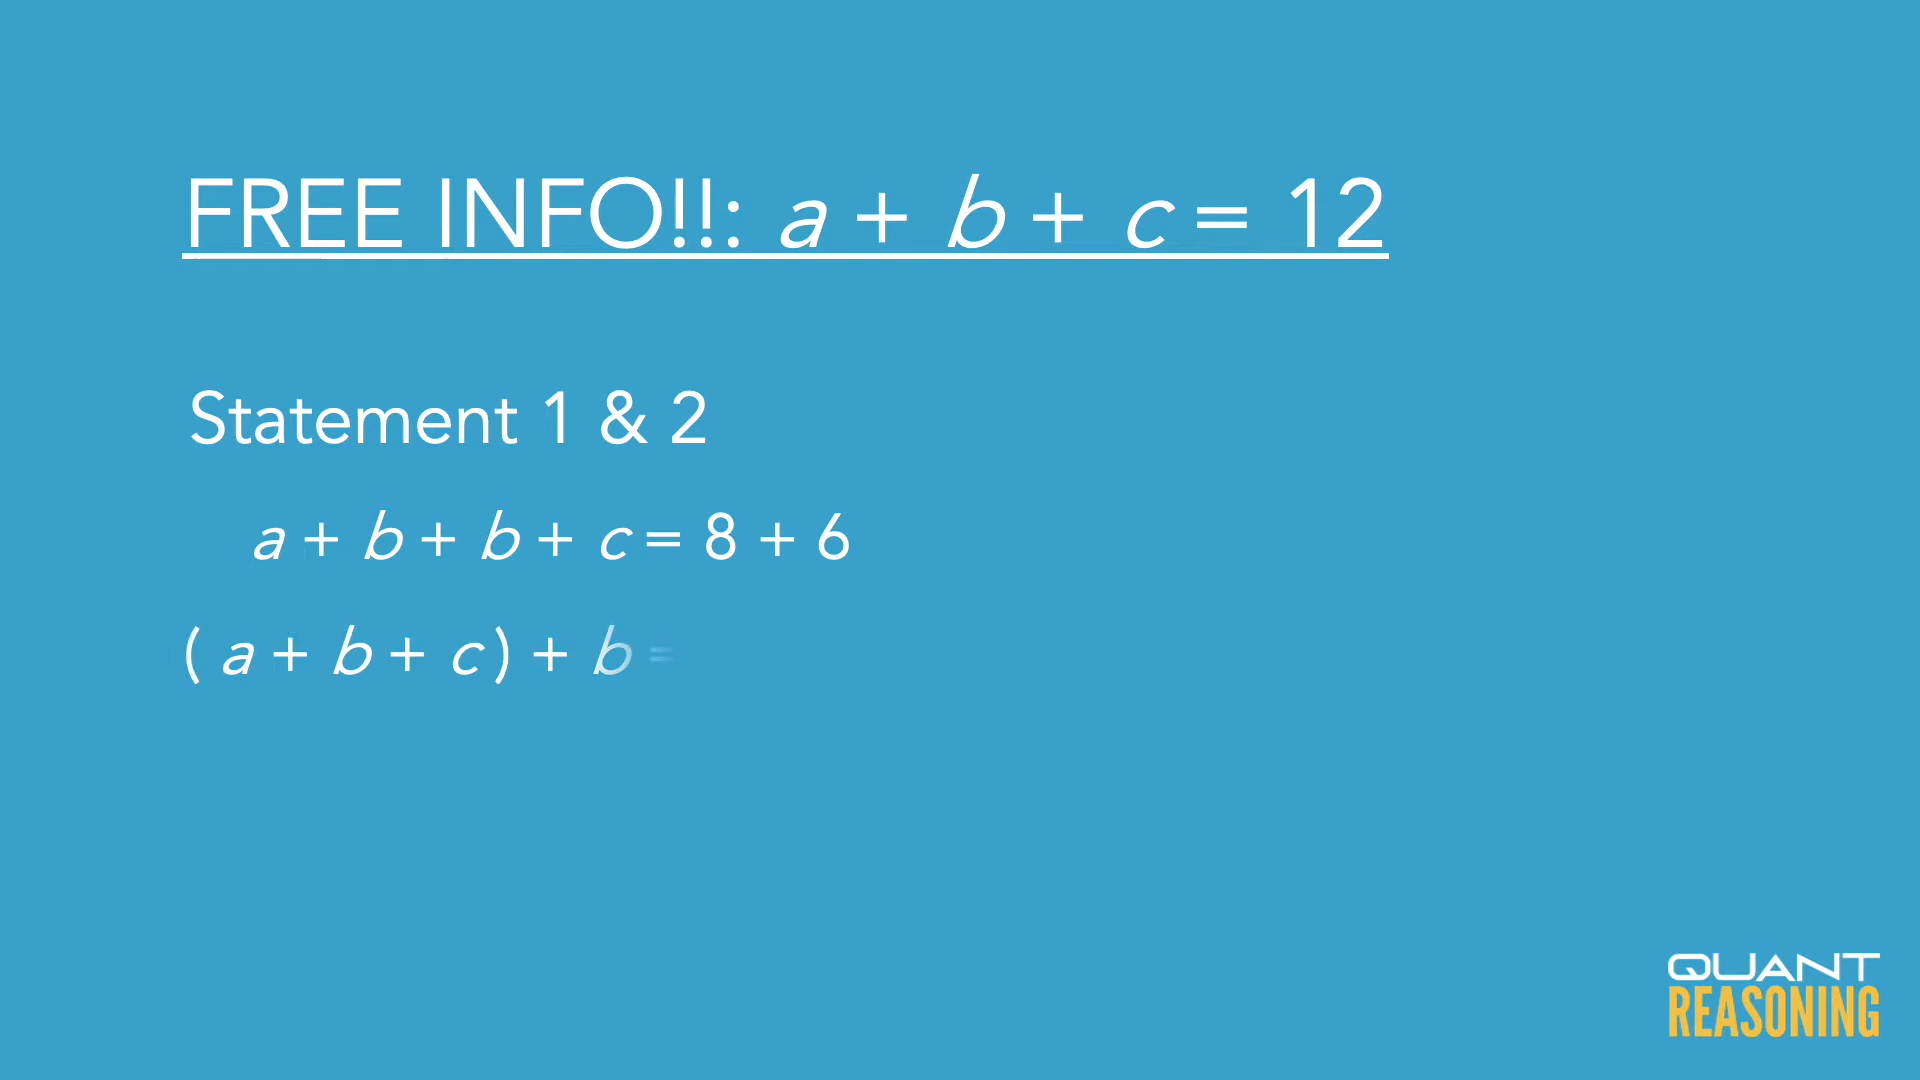 FREE INFO!!: a + b + c = 12
Statement 1 & 2
a + b + b + c = 8 + 6
( a + b + c ) + b =
QUANT
REASONING